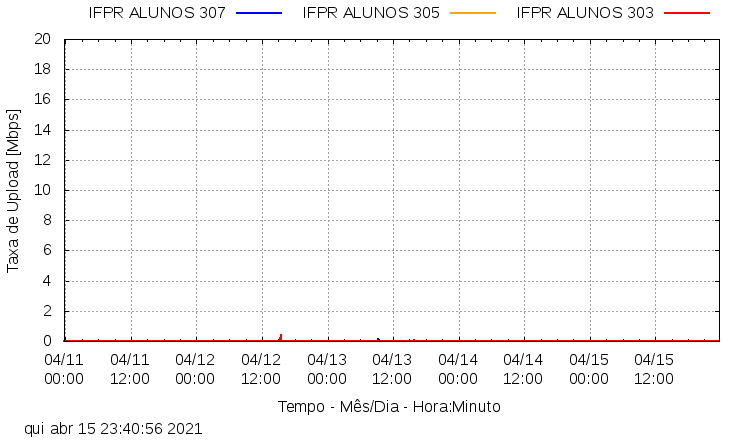 IFPR ALUNOS 307 IFPR ALUNOS 305 IFPR ALUNOS 303
20
18
16
14
12
10
8
6
4
2
0
Taxa de Upload [Mbps]
04/11 04/11 04/12 04/12 04/13 04/13 04/14 04/14 04/15 04/15
00:00 12:00 00:00 12:00 00:00 12:00 00:00 12:00 00:00 12:00
Tempo - Mês/Dia - Hora:Minuto
qui abr 15 23:40:56 2021